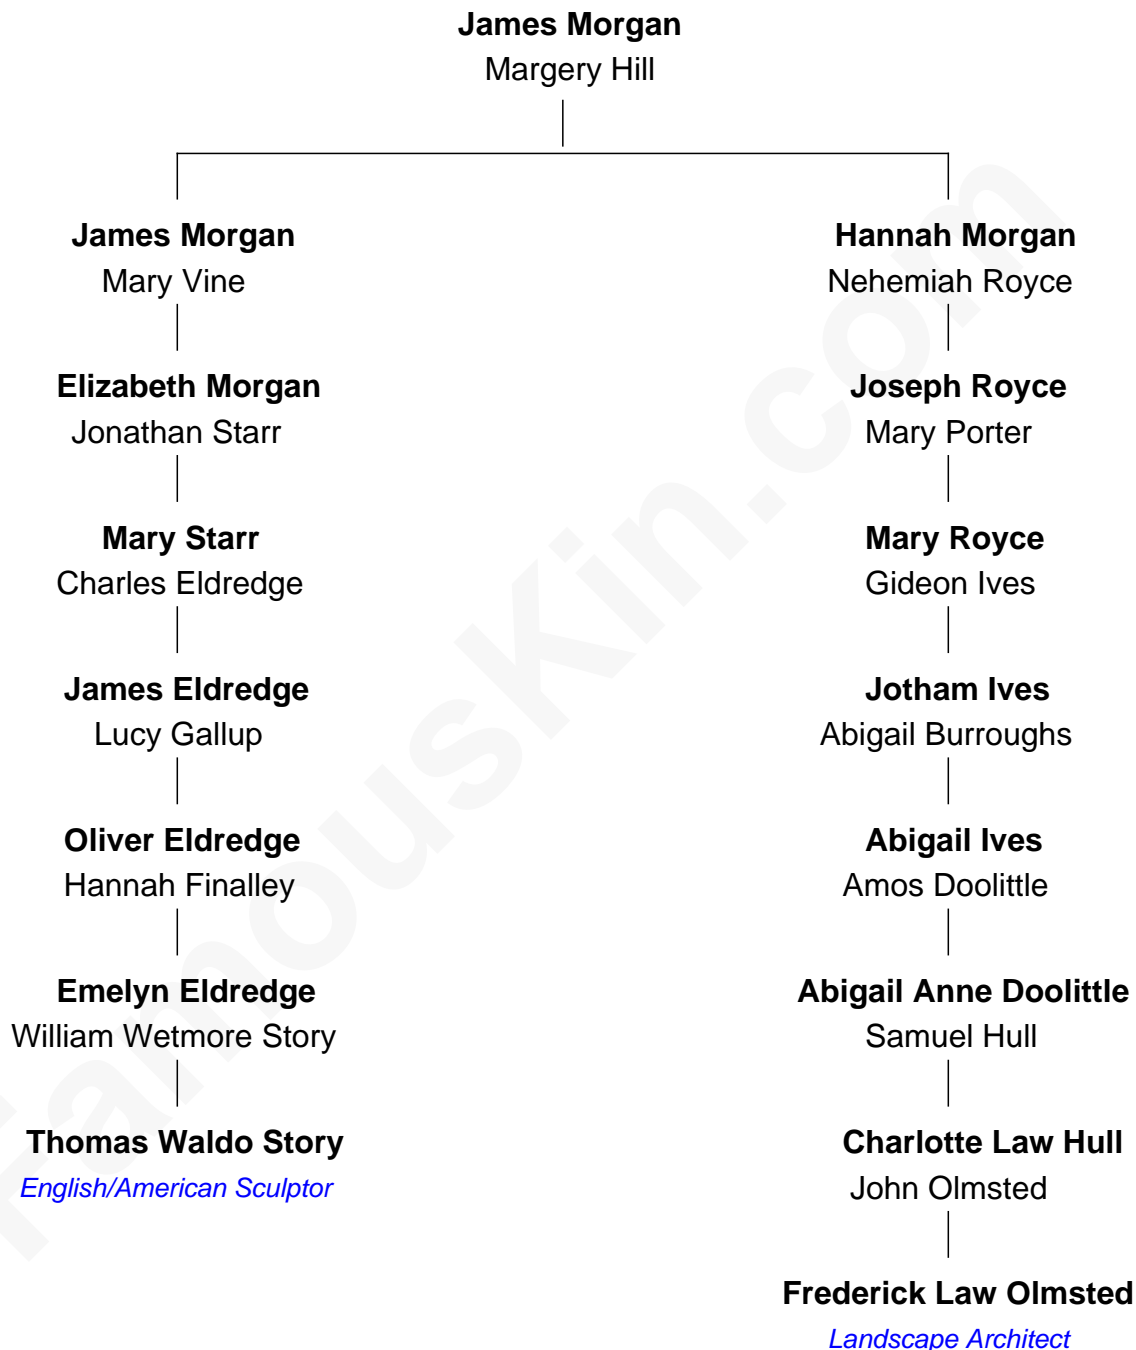 James Morgan
Margery Hill
James Morgan
Mary Vine
Hannah Morgan
Nehemiah Royce
Elizabeth Morgan
Jonathan Starr
Joseph Royce
Mary Porter
Mary Starr
Charles Eldredge
Mary Royce
Gideon Ives
James Eldredge
Lucy Gallup
Jotham Ives
Abigail Burroughs
Oliver Eldredge
Hannah Finalley
Abigail Ives
Amos Doolittle
Emelyn Eldredge
William Wetmore Story
Abigail Anne Doolittle
Samuel Hull
Thomas Waldo Story
English/American Sculptor
Charlotte Law Hull
John Olmsted
Frederick Law Olmsted
Landscape Architect
FamousKin.com